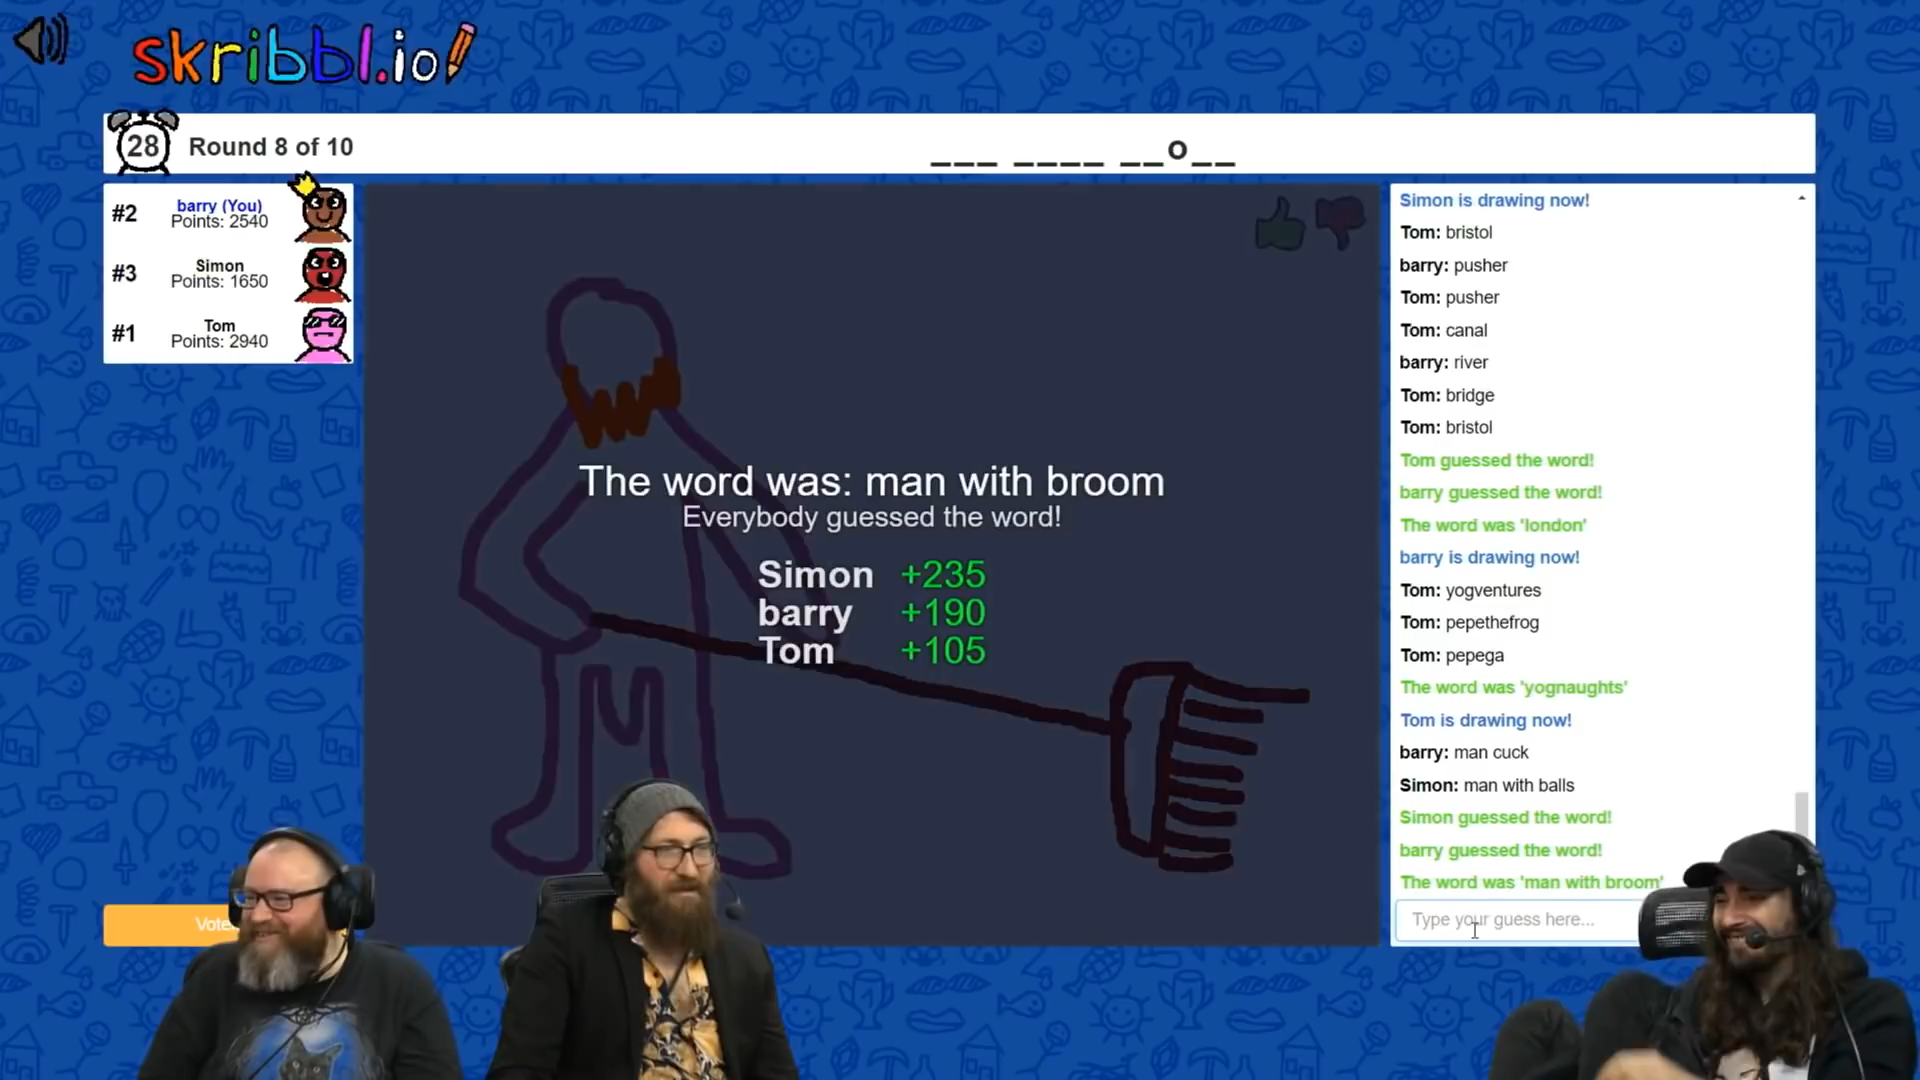 skribbl.io
28
Round 8 of 10
___ ____ __o__
#2
barry (You)
Points: 2540
#3
Simon
Points: 1650
#1
Tom
Points: 2940
The word was: man with broom
Everybody guessed the word!
Simon +235
barry +190
Tom +105
Simon is drawing now!
Tom: bristol
barry: pusher
Tom: pusher
Tom: canal
barry: river
Tom: bridge
Tom: bristol
Tom guessed the word!
barry guessed the word!
The word was 'london'
barry is drawing now!
Tom: yogventures
Tom: pepethefrog
Tom: pepega
The word was 'yognaughts'
Tom is drawing now!
barry: man cuck
Simon: man with balls
Simon guessed the word!
barry guessed the word!
The word was 'man with broom'
Type your guess here...